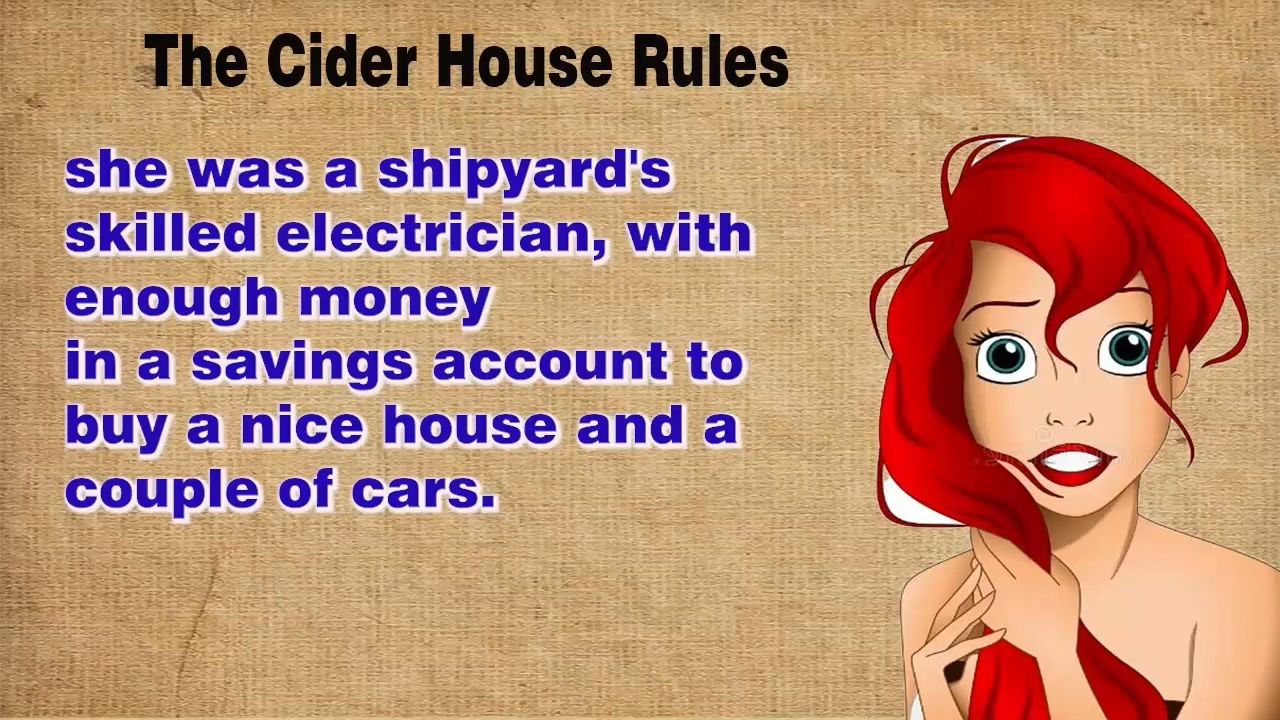 The Cider House Rules
she was a shipyard's
skilled electrician, with
enough money
in a savings account to
buy a nice house and a
couple of cars.